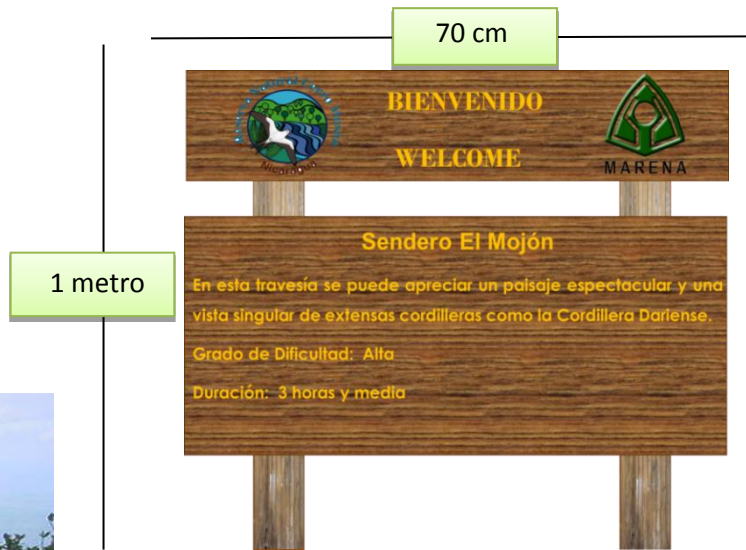 70 cm
BIENVENIDO
WELCOME
Nicaragua
MARENA
1 metro
Sendero El Mojón
En esta travesía se puede apreciar un paisaje espectacular y una
vista singular de extensas cordilleras como la Cordillera Dariense.
Grado de Dificultad: Alta
Duración: 3 horas y media